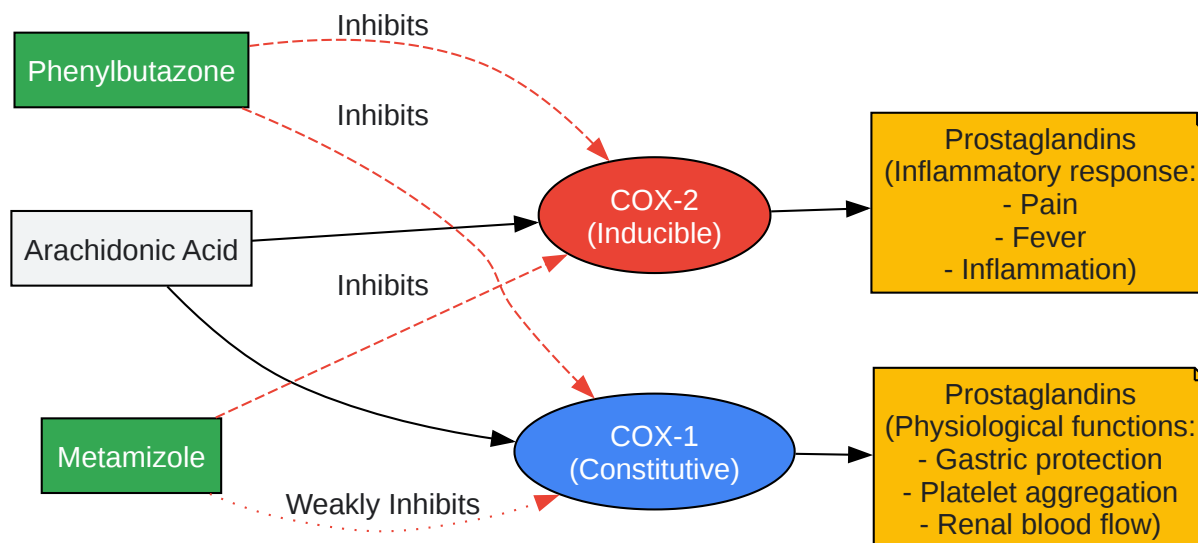 Inhibits
Phenylbutazone
Inhibits
Prostaglandins
(Inflammatory response:
- Pain
- Fever
- Inflammation)
COX-2
(Inducible)
Arachidonic Acid
Inhibits
Prostaglandins
(Physiological functions:
- Gastric protection
- Platelet aggregation
- Renal blood flow)
COX-1
(Constitutive)
Metamizole
Weakly Inhibits